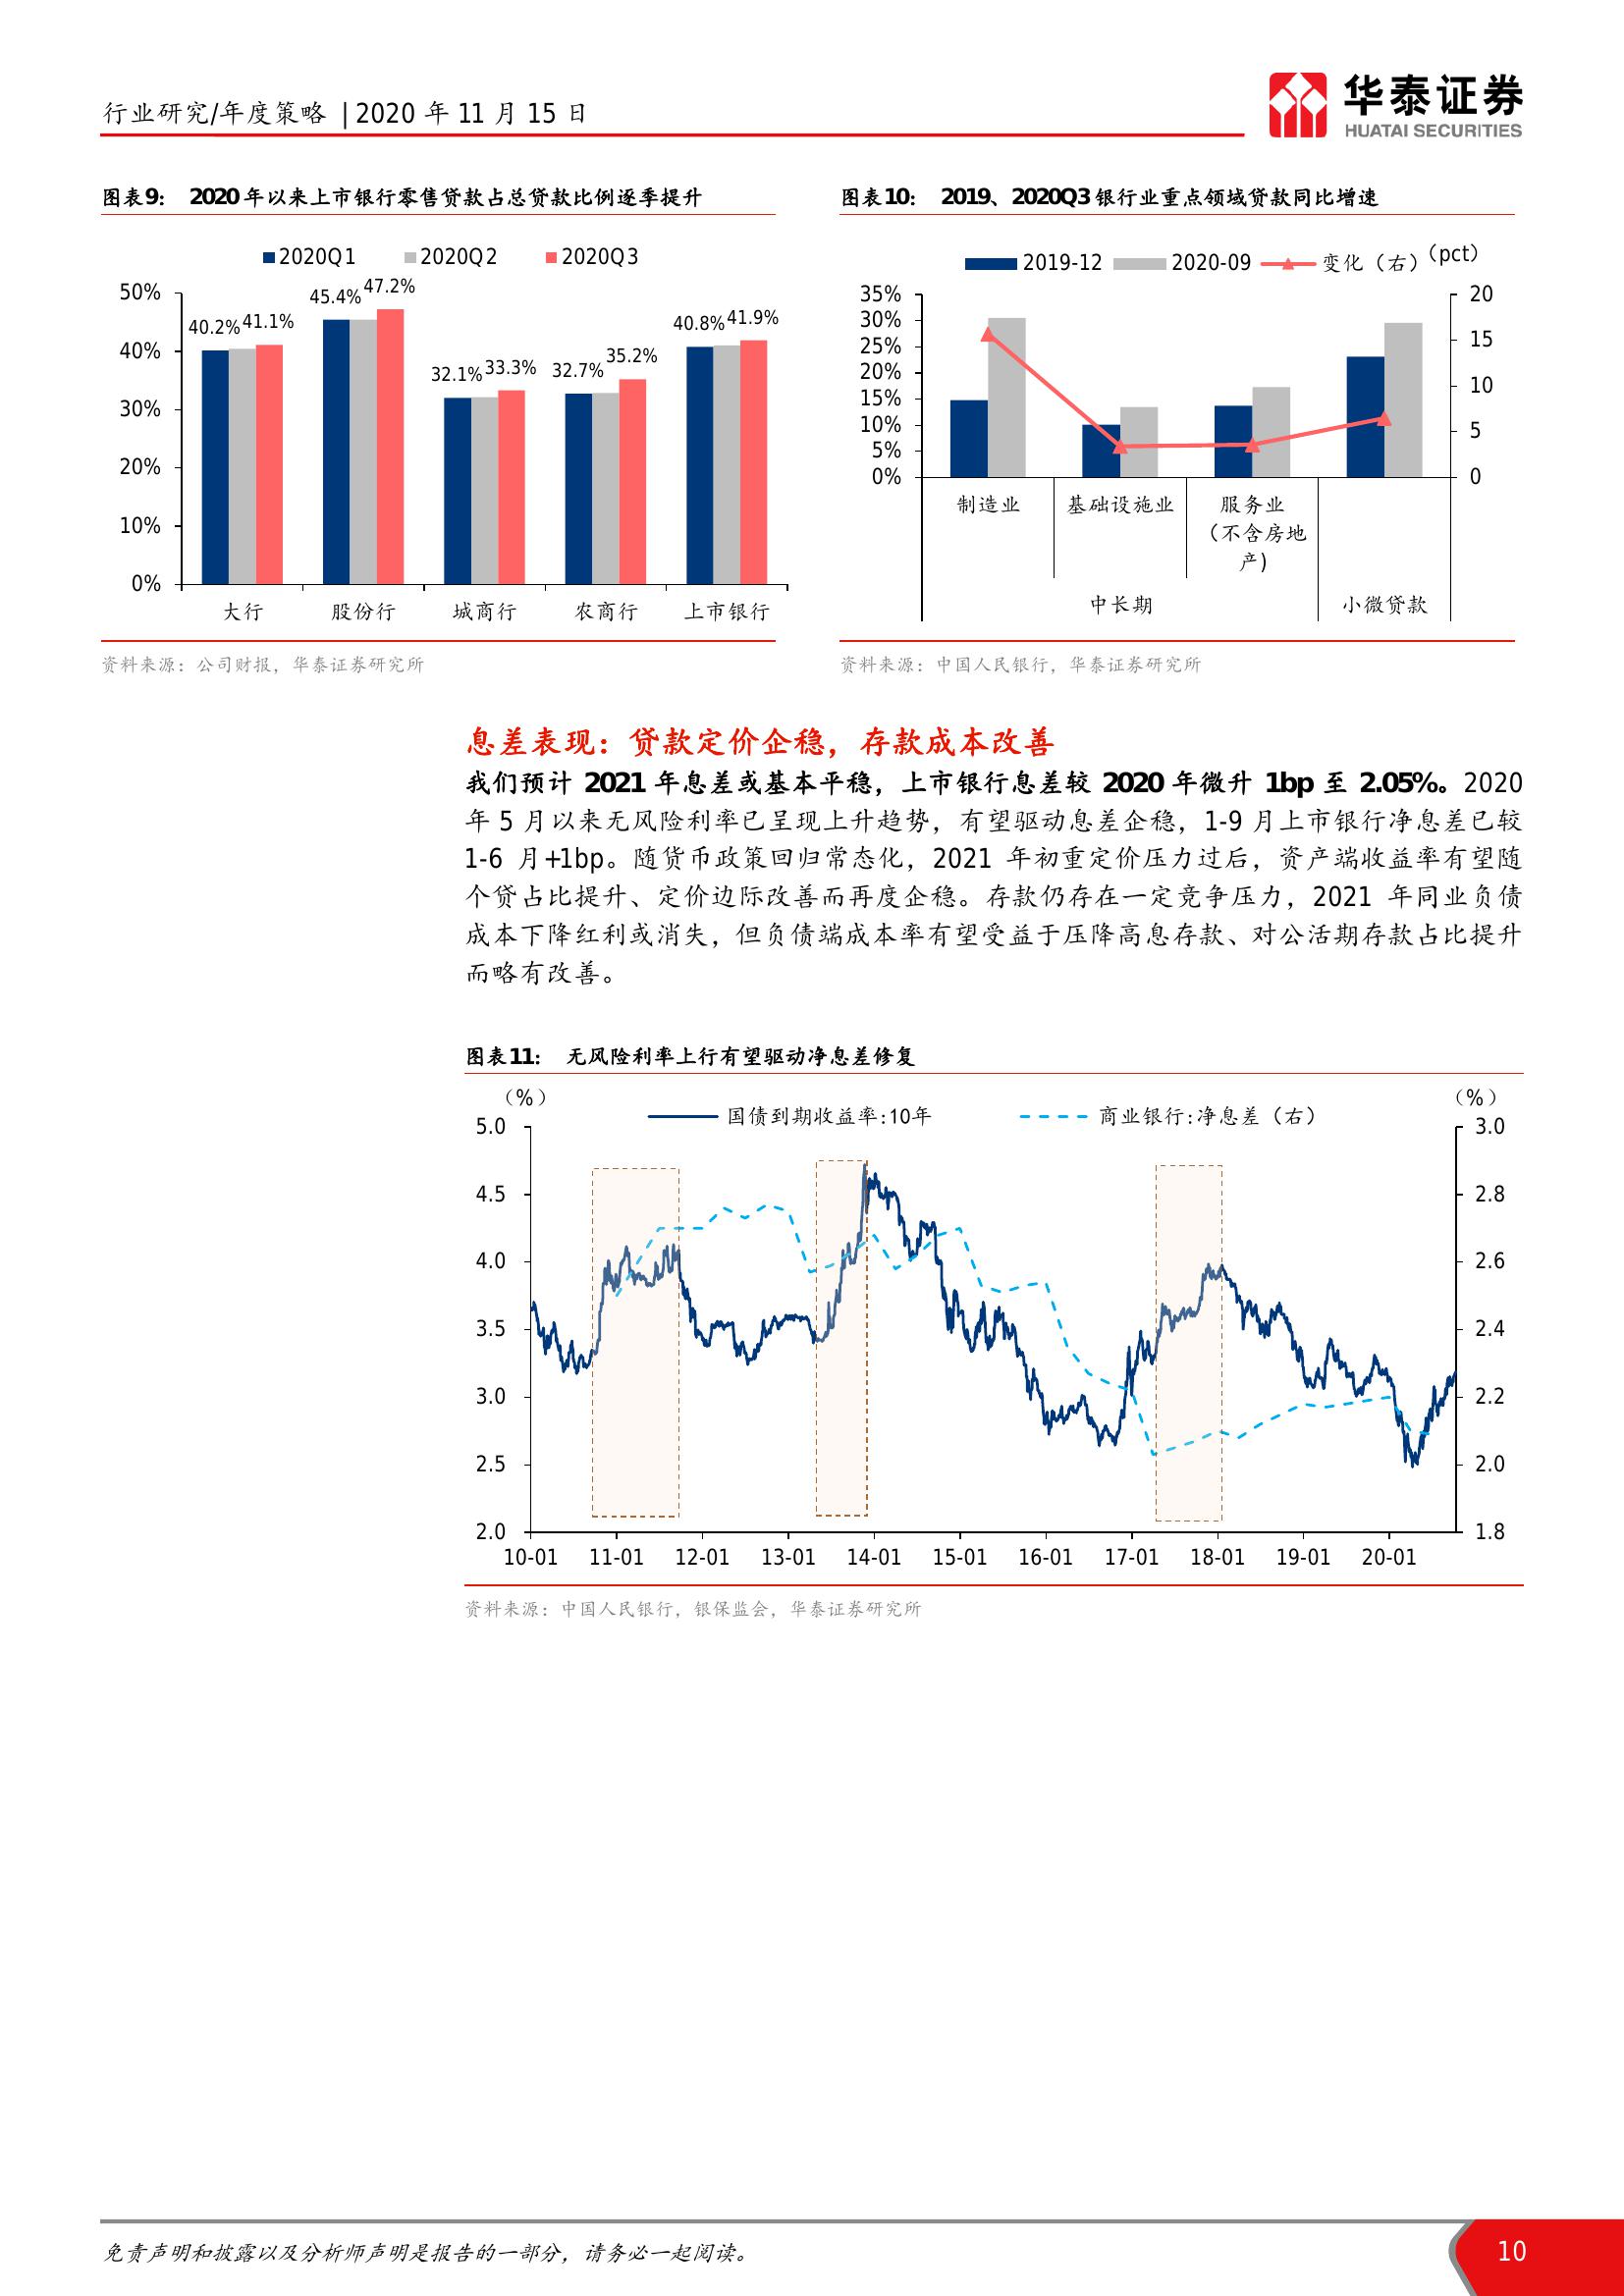 行业研究/年度策略 | 2020 年 11 月 15 日
华泰证券
HUATAI SECURITIES
图表9： 2020 年以来上市银行零售贷款占总贷款比例逐季提升
2020Q1 2020Q2 2020Q3
50%
40%
30%
20%
10%
0%
40.2% 41.1% 45.4% 47.2% 32.1% 33.3% 32.7% 35.2% 40.8% 41.9%
大行 股份行 城商行 农商行 上市银行
资料来源：公司财报，华泰证券研究所
图表10： 2019、2020Q3 银行业重点领域贷款同比增速
2019-12 2020-09 变化（右）（pct）
35%
30%
25%
20%
15%
10%
5%
0%
20
15
10
5
0
制造业 基础设施业 服务业
（不含房地
产）
中长期 小微贷款
资料来源：中国人民银行，华泰证券研究所
息差表现：贷款定价企稳，存款成本改善
我们预计 2021 年息差或基本平稳，上市银行息差较 2020 年微升 1bp 至 2.05%。2020
年 5 月以来无风险利率已呈现上升趋势，有望驱动息差企稳，1-9 月上市银行净息差已较
1-6 月+1bp。随货币政策回归常态化，2021 年初重定价压力过后，资产端收益率有望随
个贷占比提升、定价边际改善而再度企稳。存款仍存在一定竞争压力，2021 年同业负债
成本下降红利或消失，但负债端成本率有望受益于压降高息存款、对公活期存款占比提升
而略有改善。
图表11： 无风险利率上行有望驱动净息差修复
（%） （%）
国债到期收益率:10年 商业银行:净息差（右）
5.0
4.5
4.0
3.5
3.0
2.5
2.0
3.0
2.8
2.6
2.4
2.2
2.0
1.8
10-01 11-01 12-01 13-01 14-01 15-01 16-01 17-01 18-01 19-01 20-01
资料来源：中国人民银行，银保监会，华泰证券研究所
免责声明和披露以及分析师声明是报告的一部分，请务必一起阅读。
10